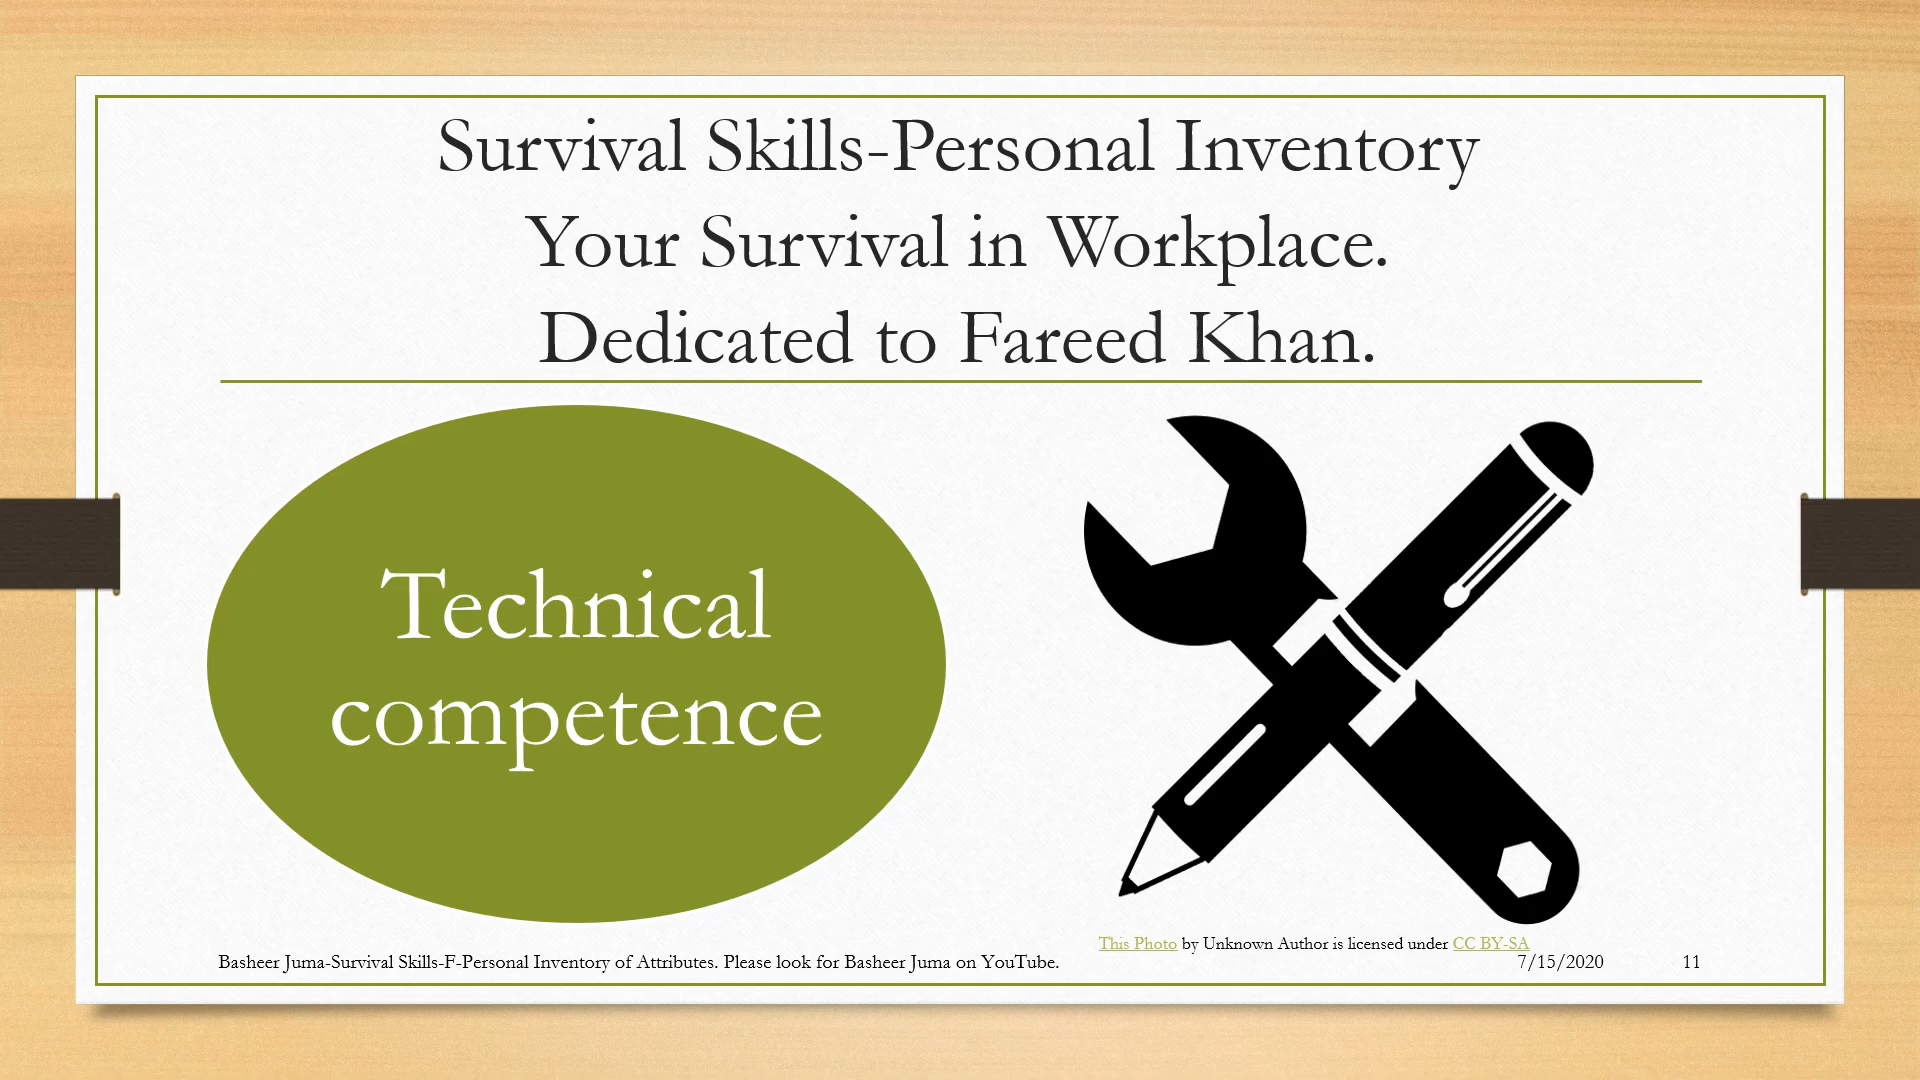 Survival Skills-Personal Inventory
Your Survival in Workplace.
Dedicated to Fareed Khan.
Technical
competence
This Photo by Unknown Author is licensed under CC BY-SA
Basheer Juma-Survival Skills-F-Personal Inventory of Attributes. Please look for Basheer Juma on YouTube.
7/15/2020
11